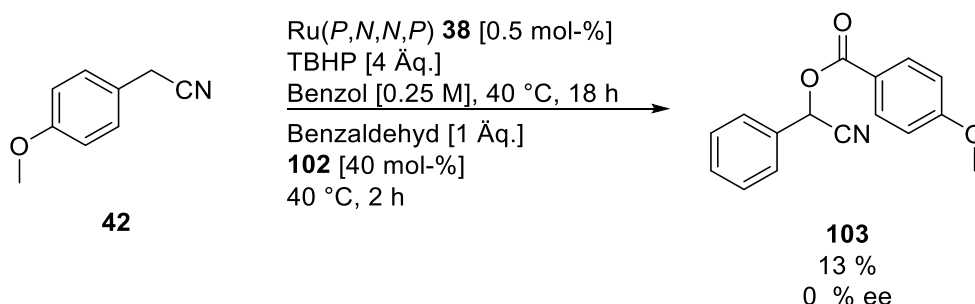 Ru(P,N,N,P) 38 [0.5 mol-%]
TBHP [4 Äq.]
Benzol [0.25 M], 40 °C, 18 h
Benzaldehyd [1 Äq.]
102 [40 mol-%]
40 °C, 2 h
CN
O
42
O
O
CN
O
103
13 %
0 % ee